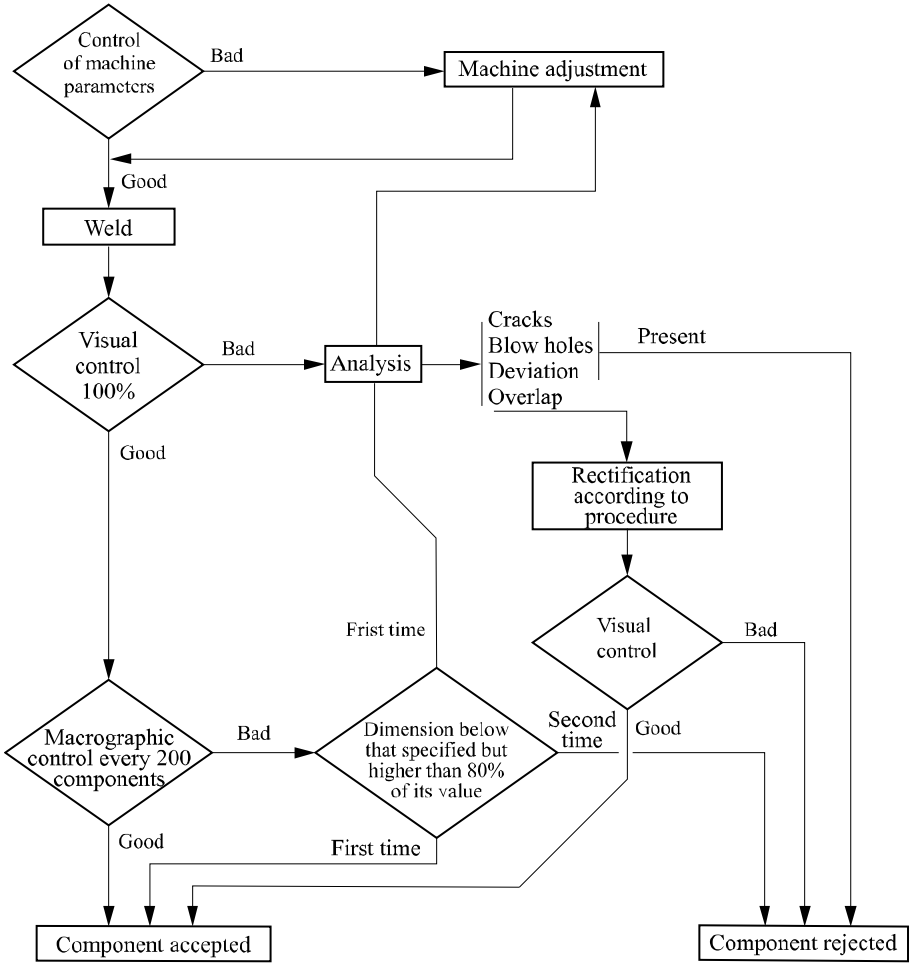 Control
of machine
parameters
Bad
Machine adjustment
Good
Weld
Visual
control
100%
Bad
Analysis
Cracks
Blow holes
Deviation
Overlap
Present
Good
Rectification
according to
procedure
Frist time
Visual
control
Bad
Macrographic
control every 200
components
Bad
Dimension below
that specified but
higher than 80%
of its value
Second
time
Good
Good
First time
Component accepted
Component rejected